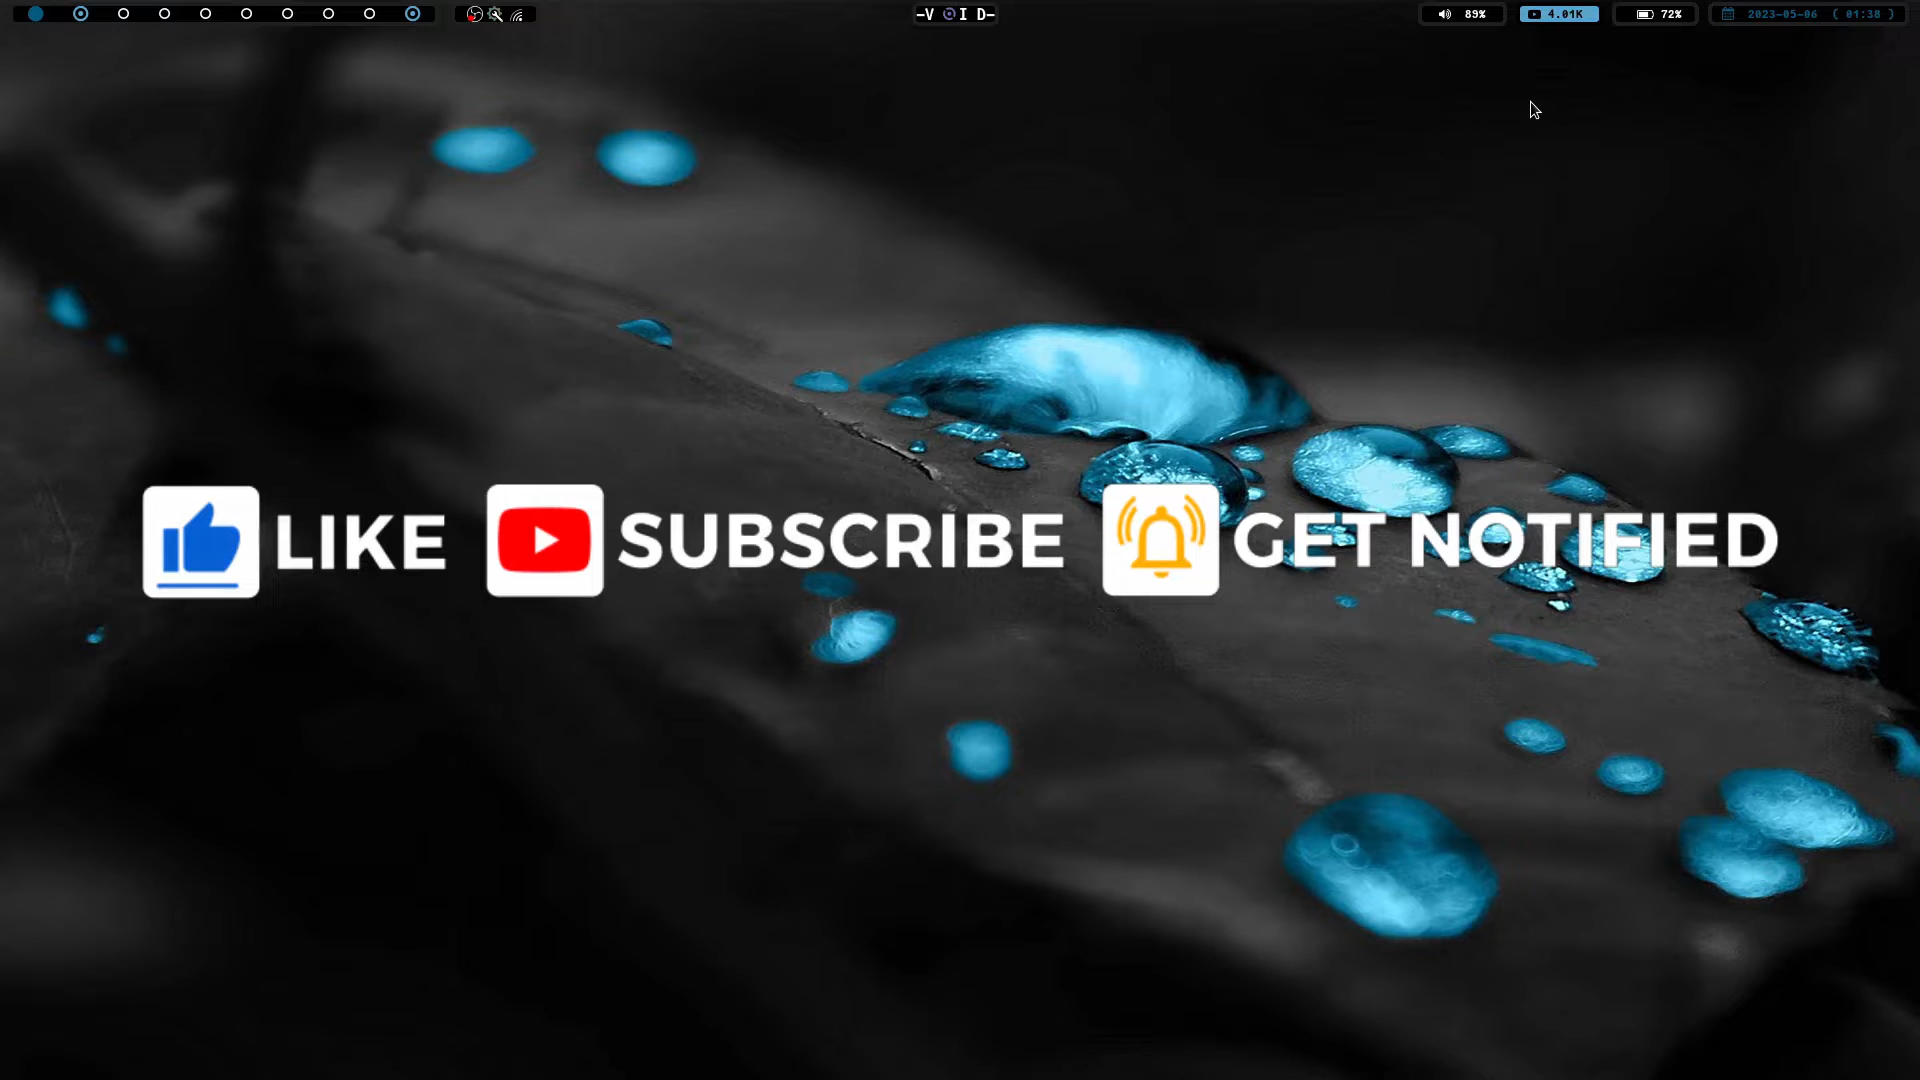 -V I D-
89%
4.01K
72%
2023-05-06 ( 01:38 )
LIKE
SUBSCRIBE
GET NOTIFIED